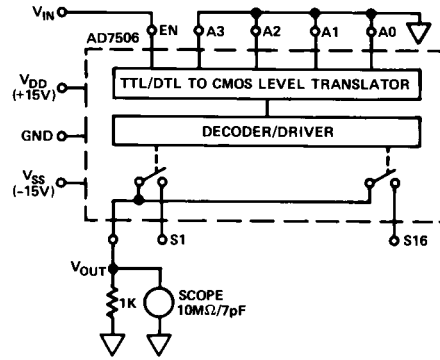 VIN
EN A3 A2 A1 A0
AD7506
VDD
(+15V)
TTL/DTL TO CMOS LEVEL TRANSLATOR
GND
DECODER/DRIVER
VSS
(-15V)
S1
S16
VOUT
1K
SCOPE
10MΩ/7pF